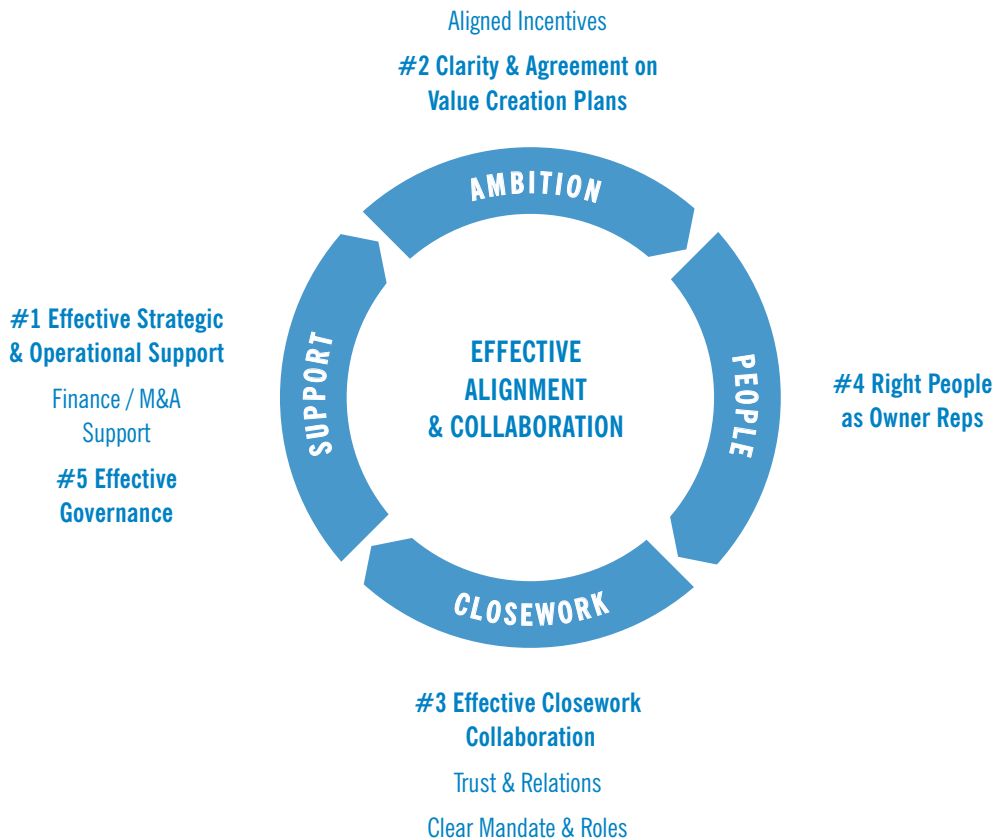 Aligned Incentives
#2 Clarity & Agreement on
Value Creation Plans
AMBITION
#1 Effective Strategic
& Operational Support
Finance / M&A
Support
#5 Effective
Governance
SUPPORT
EFFECTIVE
ALIGNMENT
& COLLABORATION
PEOPLE
#4 Right People
as Owner Reps
CLOSEWORK
#3 Effective Closework
Collaboration
Trust & Relations
Clear Mandate & Roles